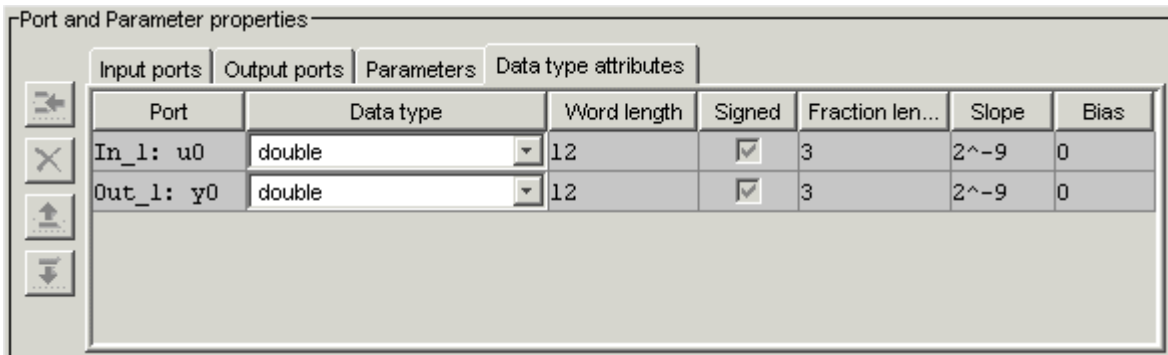 Port and Parameter properties
Input ports Output ports Parameters Data type attributes
Port Data type Word length Signed Fraction len... Slope Bias
In_1: u0 double 12 3 2^-9 0
Out_1: y0 double 12 3 2^-9 0